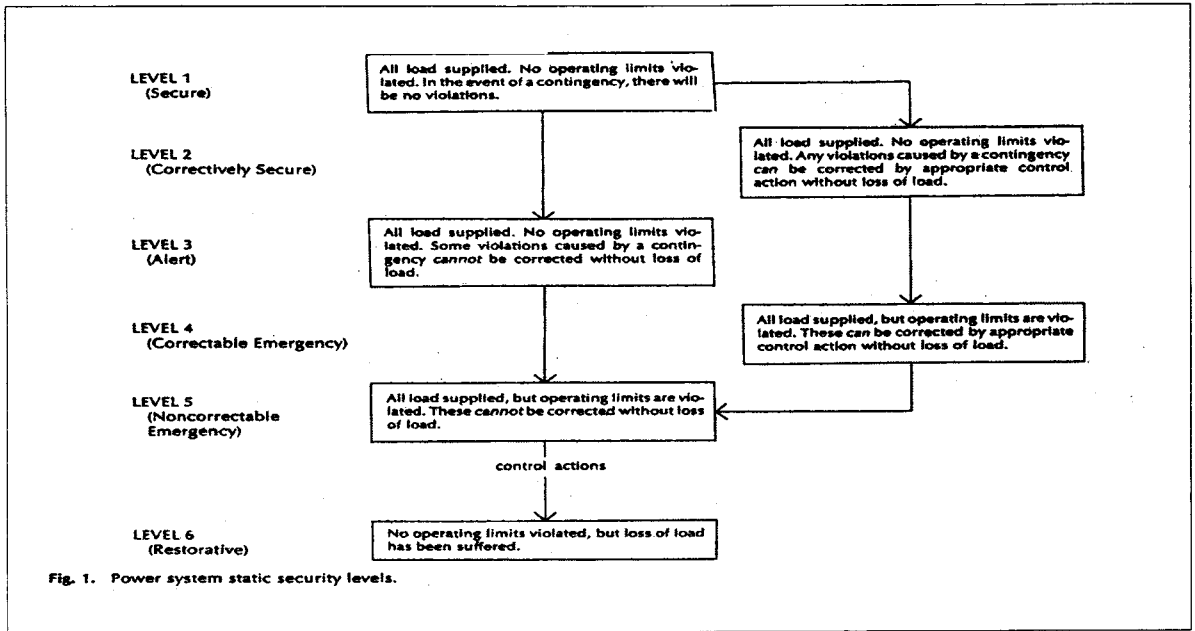 LEVEL 1
(Secure)
All load supplied. No operating limits vio-
lated. In the event of a contingency, there will
be no violations.
LEVEL 2
(Correctively Secure)
All load supplied. No operating limits vio-
lated. Any violations caused by a contingency
can be corrected by appropriate control
action without loss of load.
LEVEL 3
(Alert)
All load supplied. No operating limits vio-
lated. Some violations caused by a contin-
gency cannot be corrected without loss of
load.
LEVEL 4
(Correctable Emergency)
All load supplied, but operating limits are vio-
lated. These can be corrected by appropriate
control action without loss of load.
LEVEL 5
(Noncorrectable
Emergency)
All load supplied, but operating limits are vio-
lated. These cannot be corrected without loss
of load.
control actions
LEVEL 6
(Restorative)
No operating limits violated, but loss of load
has been suffered.
Fig. 1. Power system static security levels.